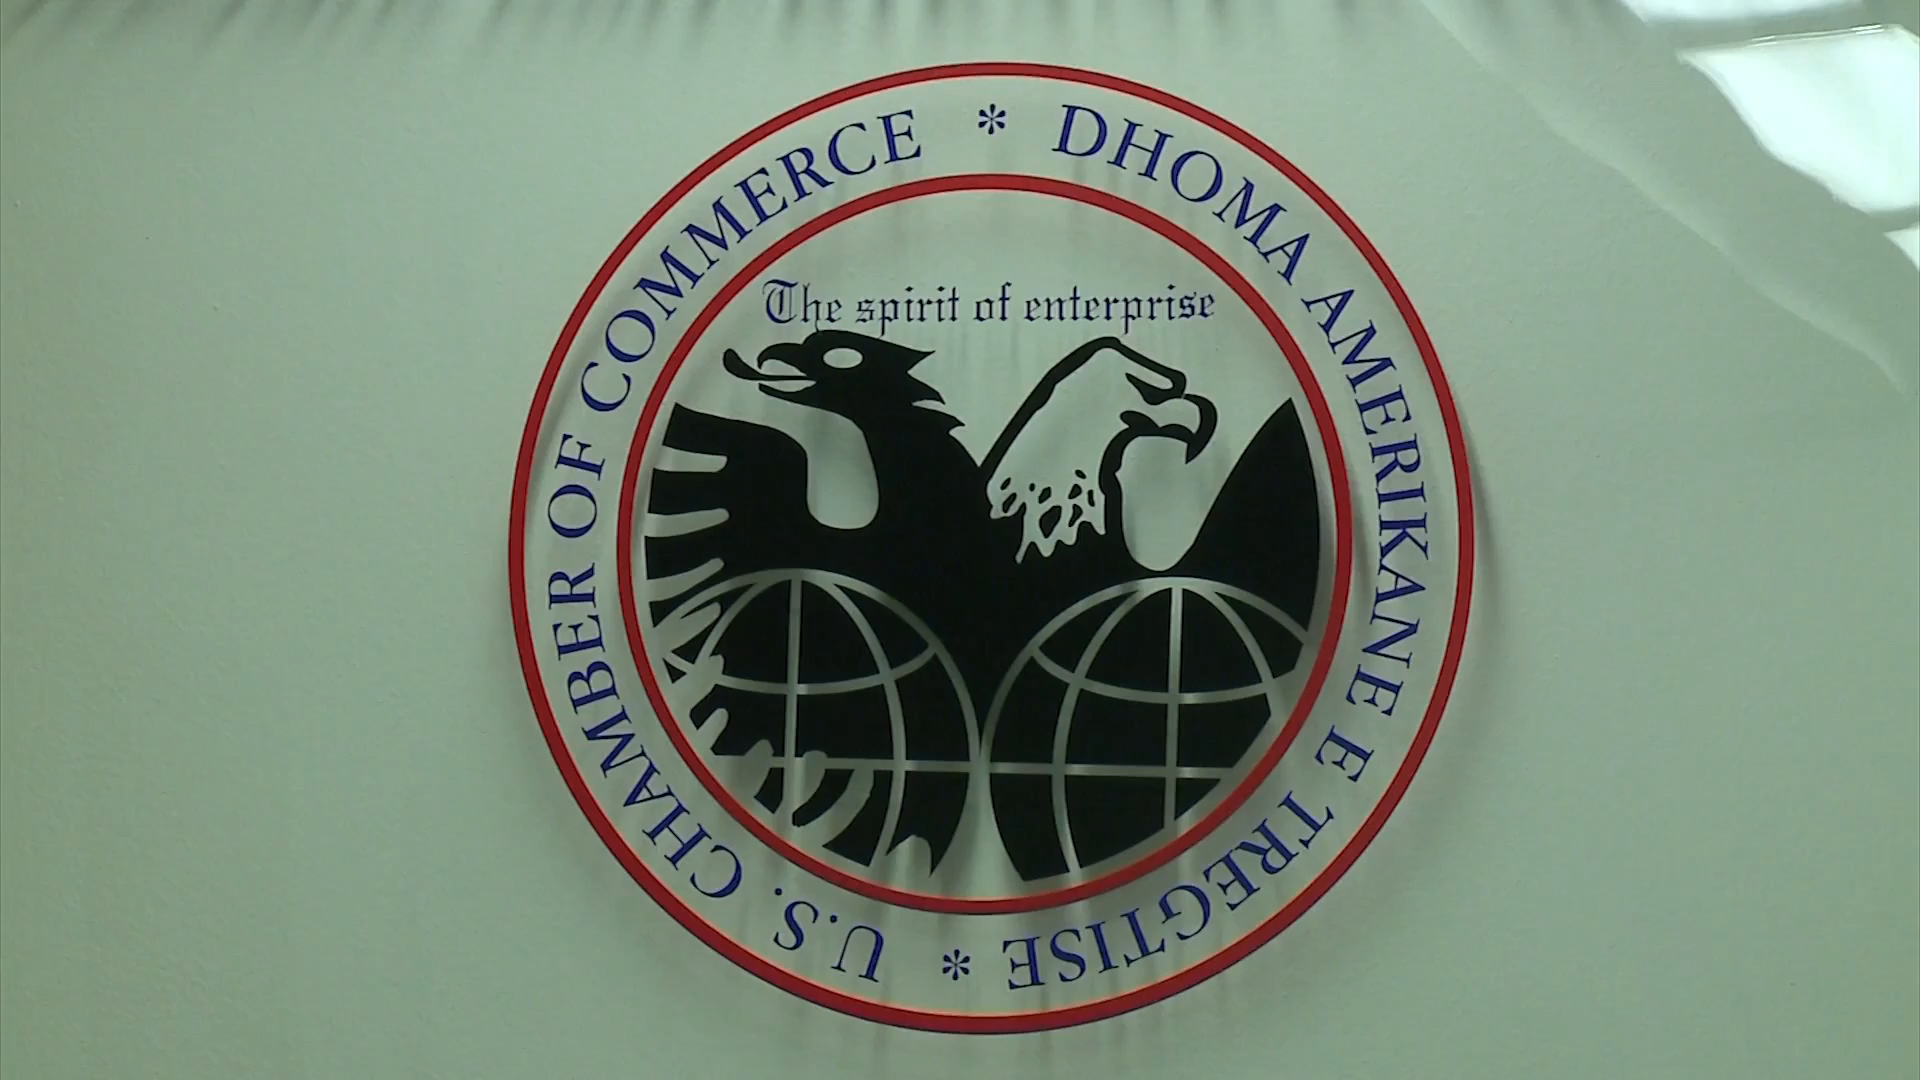 U.S. CHAMBER OF COMMERCE * DHOMA AMERIKANE E TREGTISE *
The spirit of enterprise